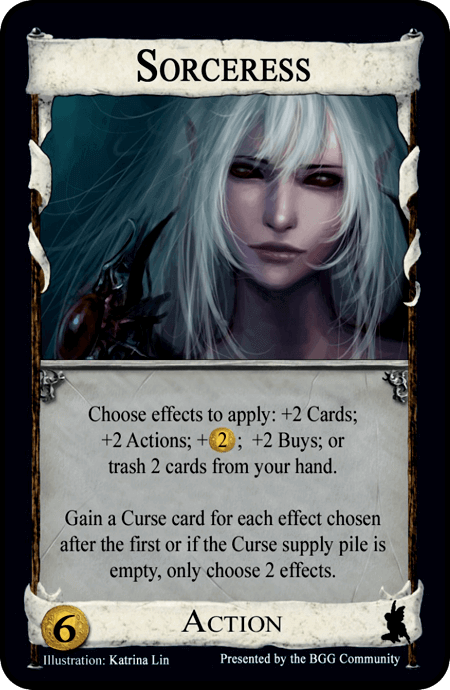 SORCERESS
Choose effects to apply: +2 Cards;
+2 Actions; +2; +2 Buys; or
trash 2 cards from your hand.
Gain a Curse card for each effect chosen
after the first or if the Curse supply pile is
empty, only choose 2 effects.
6
ACTION
Illustration: Katrina Lin
Presented by the BGG Community